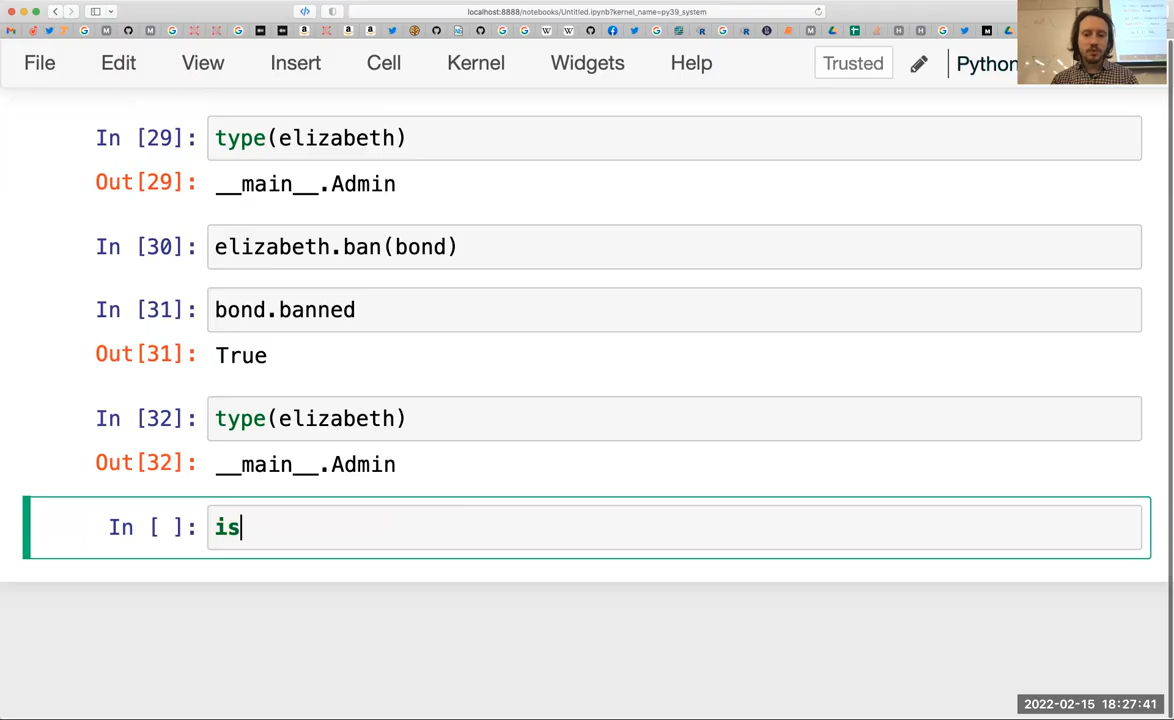 localhost:8888/notebooks/Untitled.ipynb?kernel_name=py39_system
File Edit View Insert Cell Kernel Widgets Help Trusted Python
In [29]: type(elizabeth)
Out[29]: __main__.Admin
In [30]: elizabeth.ban(bond)
In [31]: bond.banned
Out[31]: True
In [32]: type(elizabeth)
Out[32]: __main__.Admin
In [ ]: is
2022-02-15 18:27:41